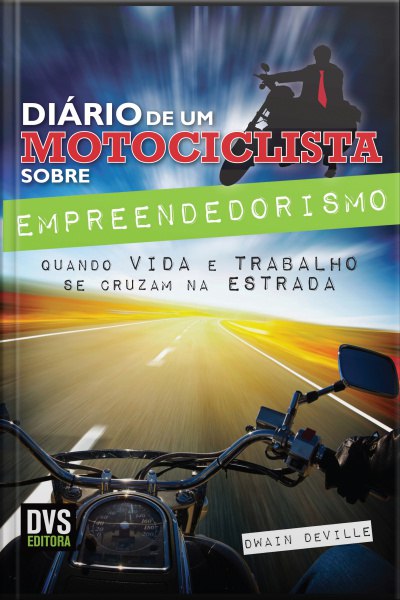 DIÁRIO DE UM
MOTOCICLISTA
SOBRE
EMPREENDEDORISMO
QUANDO VIDA E TRABALHO
SE CRUZAM NA ESTRADA
DVS
EDITORA
DWAIN DEVILLE